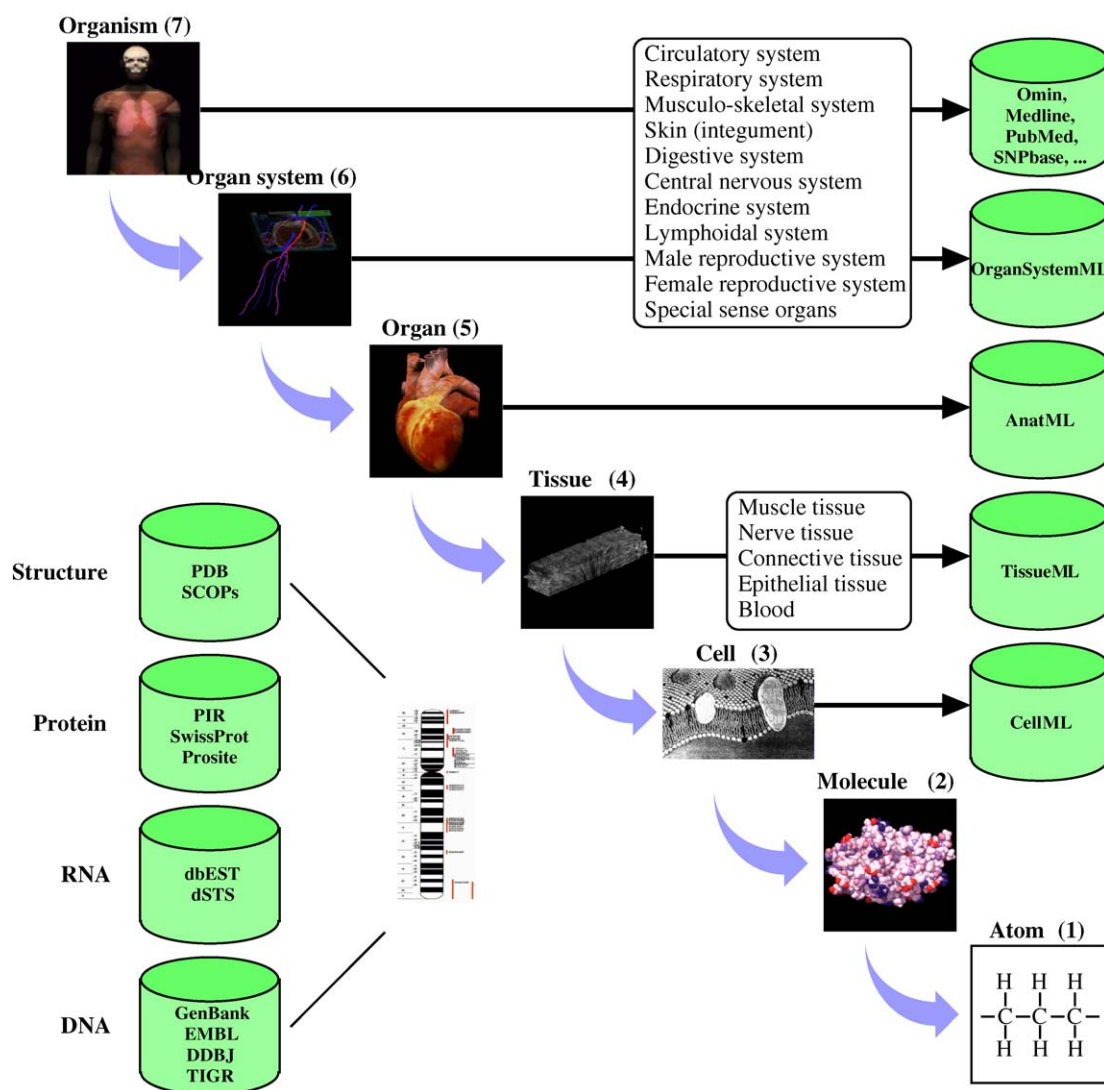 Organism (7)
Circulatory system
Respiratory system
Musculo-skeletal system
Skin (integument)
Digestive system
Central nervous system
Endocrine system
Lymphoidal system
Male reproductive system
Female reproductive system
Special sense organs
Omin,
Medline,
PubMed,
SNPbase, ...
Organ system (6)
OrganSystemML
Organ (5)
AnatML
Tissue (4)
Muscle tissue
Nerve tissue
Connective tissue
Epithelial tissue
Blood
TissueML
Cell (3)
CellML
Molecule (2)
Atom (1)
H H H
C C C
H H H
Structure
PDB
SCOPs
Protein
PIR
SwissProt
Prosite
RNA
dbEST
dSTS
DNA
GenBank
EMBL
DDBJ
TIGR